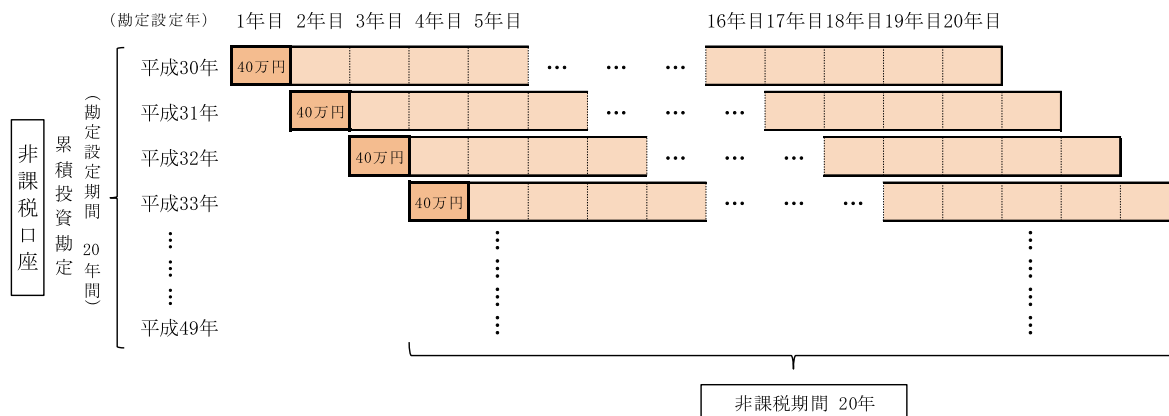 (勘定設定年) 1年目 2年目 3年目 4年目 5年目 16年目 17年目 18年目 19年目 20年目
平成30年 40万円 … … …
平成31年 40万円 … … …
平成32年 40万円 … … …
平成33年 40万円 … … …
平成49年
非課税口座
累積投資勘定
(勘定設定期間 20年間)
非課税期間 20年